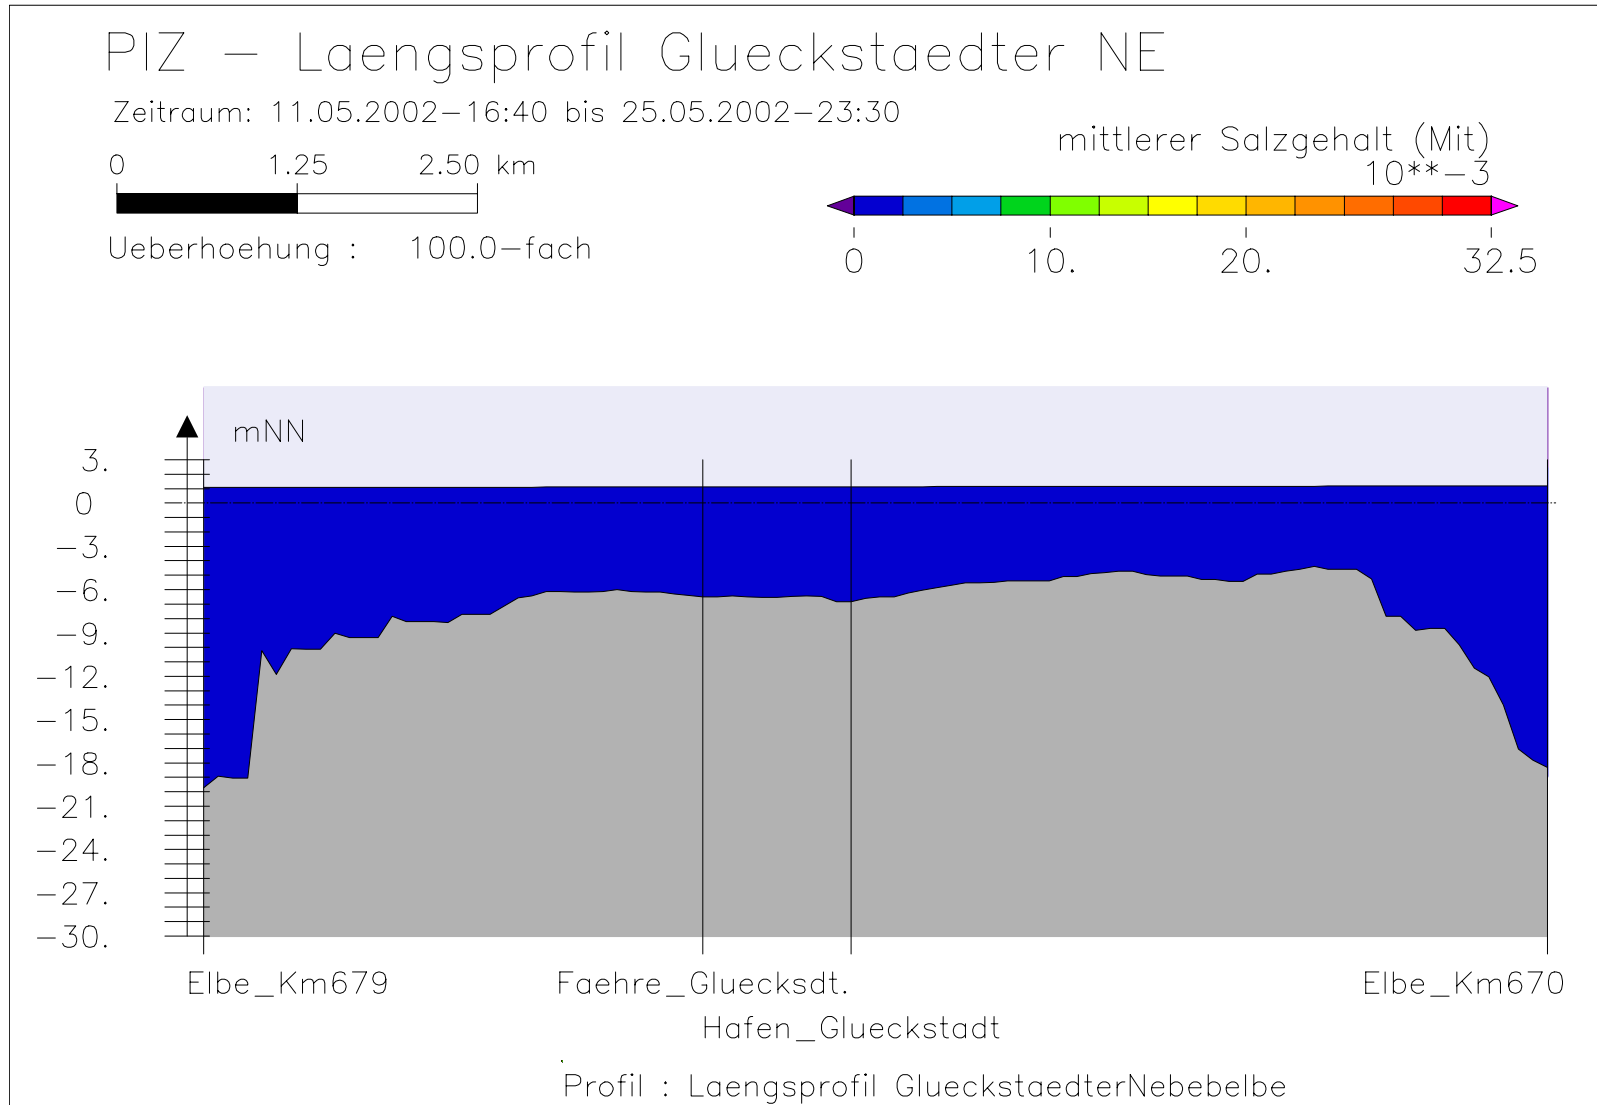 PIZ - Laengsprofil Glueckstaedter NE
Zeitraum: 11.05.2002-16:40 bis 25.05.2002-23:30
mittlerer Salzgehalt (Mit)
10**-3
0 1.25 2.50 km
Ueberhoehung : 100.0-fach
0 10. 20. 32.5
mNN
3.
0
-3.
-6.
-9.
-12.
-15.
-18.
-21.
-24.
-27.
-30.
Elbe_Km679 Faehre_Gluecksdt. Elbe_Km670
Hafen_Glueckstadt
Profil : Laengsprofil GlueckstaedterNebebelbe